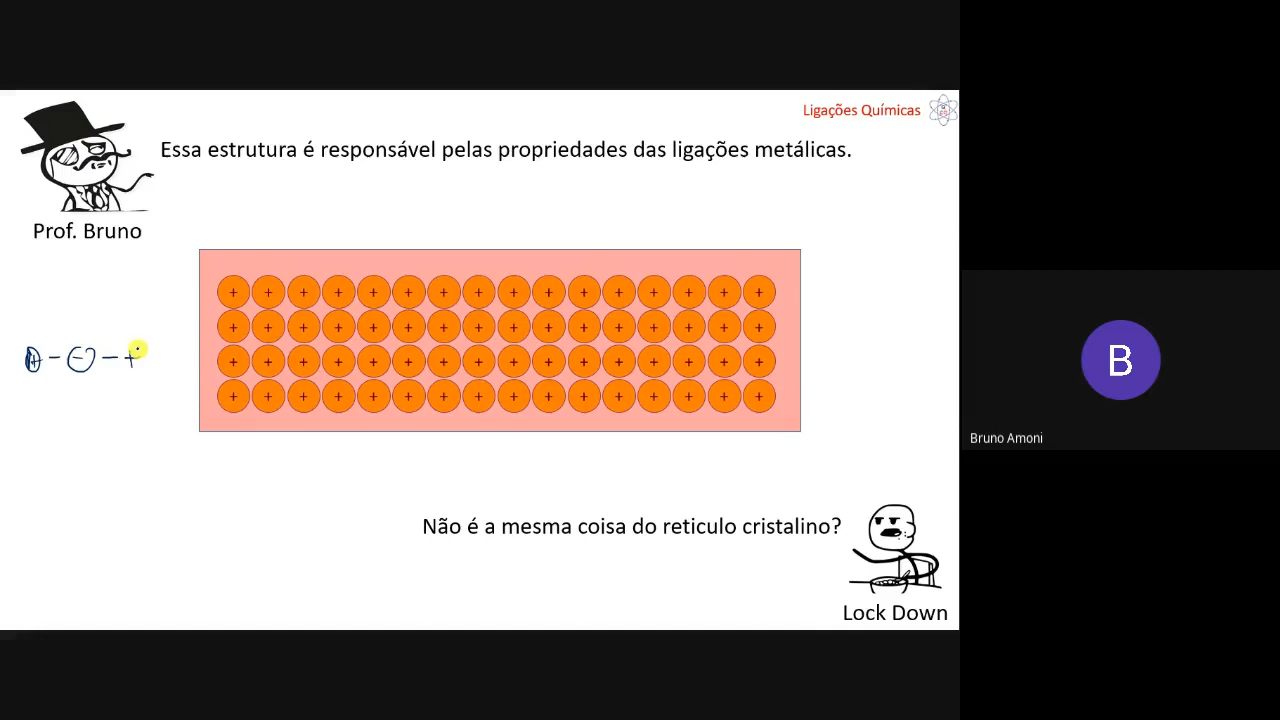 Ligações Químicas
Essa estrutura é responsável pelas propriedades das ligações metálicas.
Prof. Bruno
+ + + + + + + + + + + + + + + +
+ + + + + + + + + + + + + + + +
+ - - - +
+ + + + + + + + + + + + + + + +
+ + + + + + + + + + + + + + + +
B
Bruno Amoni
Não é a mesma coisa do reticulo cristalino?
Lock Down